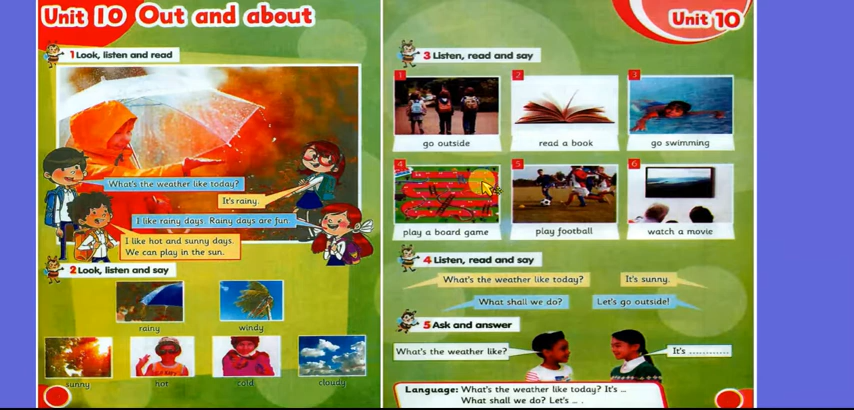 Unit 10 Out and about
1 Look, listen and read
What's the weather like today?
It's rainy.
I like rainy days. Rainy days are fun.
I like hot and sunny days.
We can play in the sun.
2 Look, listen and say
rainy
windy
sunny
hot
cold
cloudy
Unit 10
3 Listen, read and say
1
2
3
go outside
read a book
go swimming
4
5
6
play a board game
play football
watch a movie
4 Listen, read and say
What's the weather like today?
It's sunny.
What shall we do?
Let's go outside!
5 Ask and answer
What's the weather like?
It's ............
Language: What's the weather like today? It's ...
What shall we do? Let's ... .